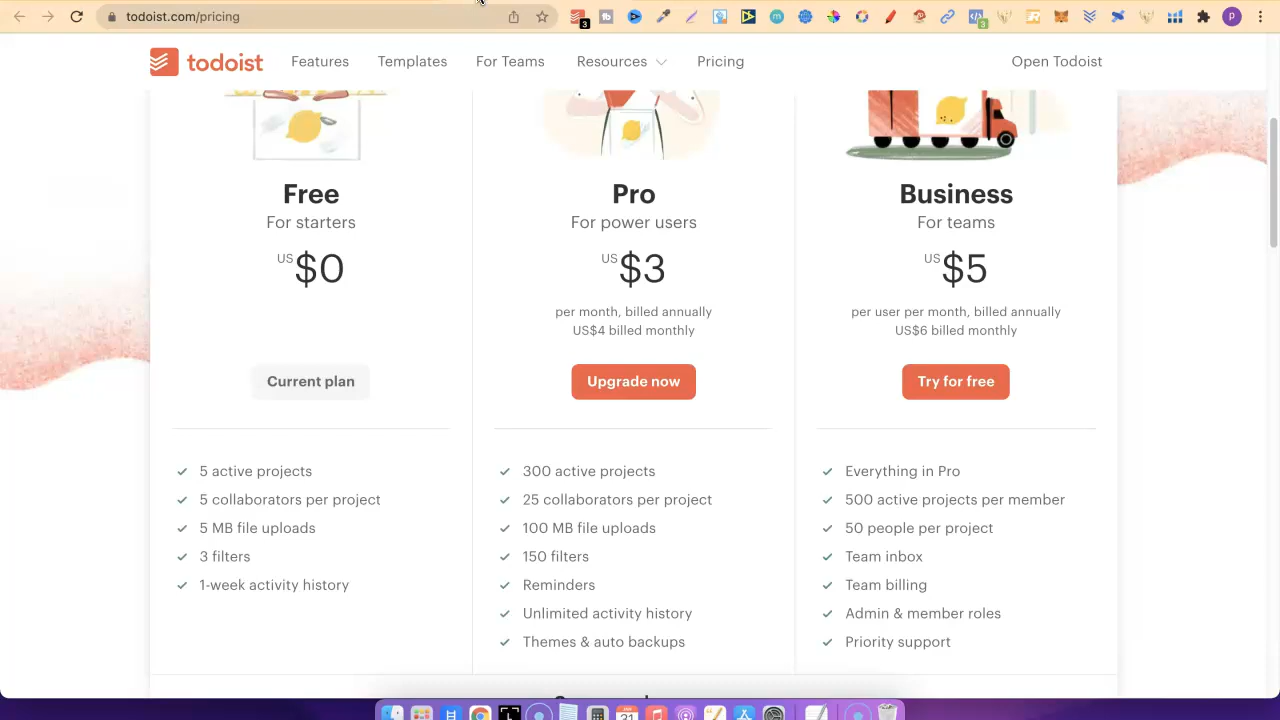 todoist.com/pricing
3
3
P
todoist
Features
Templates
For Teams
Resources
Pricing
Open Todoist
Free
For starters
US $0
Current plan
5 active projects
5 collaborators per project
5 MB file uploads
3 filters
1-week activity history
Pro
For power users
US $3
per month, billed annually
US$4 billed monthly
Upgrade now
300 active projects
25 collaborators per project
100 MB file uploads
150 filters
Reminders
Unlimited activity history
Themes & auto backups
Business
For teams
US $5
per user per month, billed annually
US$6 billed monthly
Try for free
Everything in Pro
500 active projects per member
50 people per project
Team inbox
Team billing
Admin & member roles
Priority support